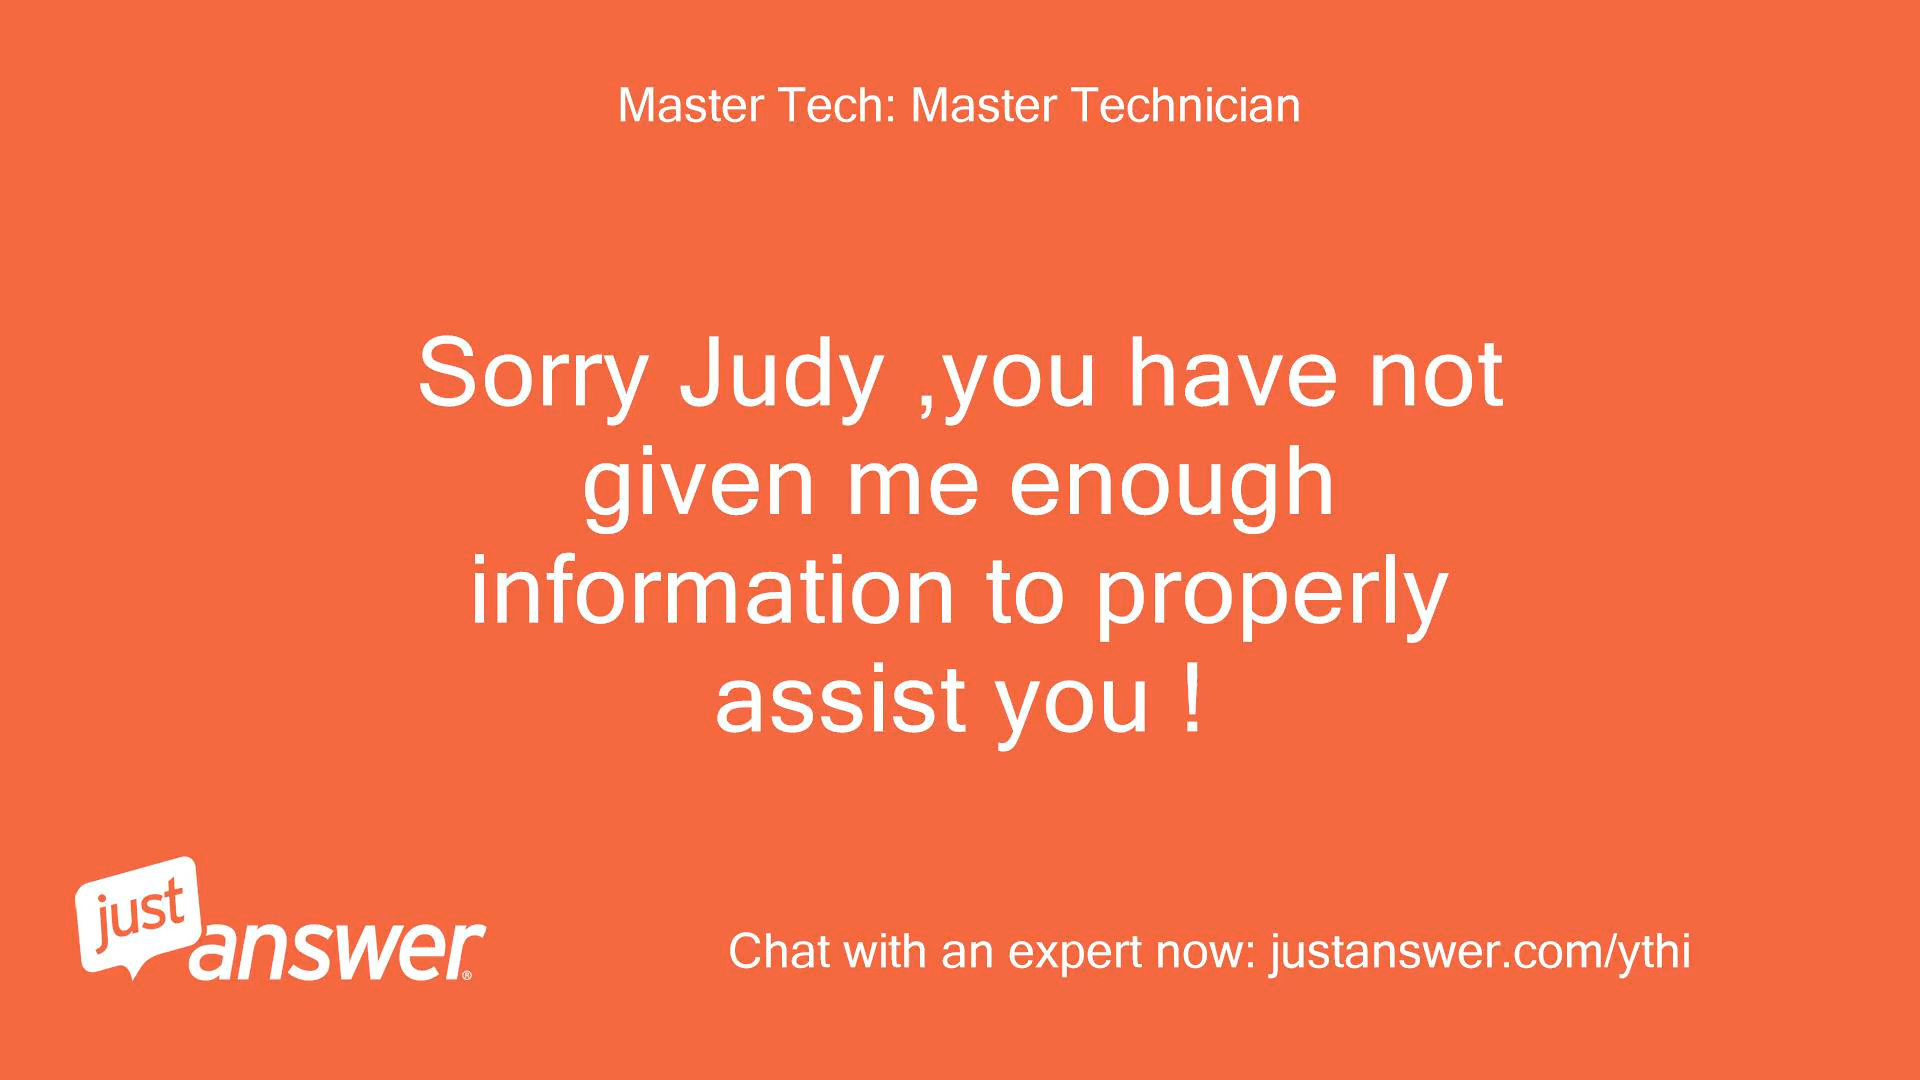 Master Tech: Master Technician
Sorry Judy ,you have not
given me enough
information to properly
assist you !
just
answer®
Chat with an expert now: justanswer.com/ythi